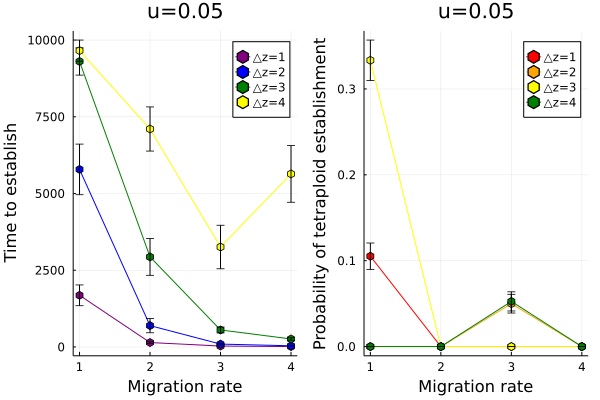 u=0.05
Time to establish
10000
7500
5000
2500
0
1 2 3 4
Migration rate
△z=1
△z=2
△z=3
△z=4
u=0.05
Probability of tetraploid establishment
0.3
0.2
0.1
0.0
1 2 3 4
Migration rate
△z=1
△z=2
△z=3
△z=4